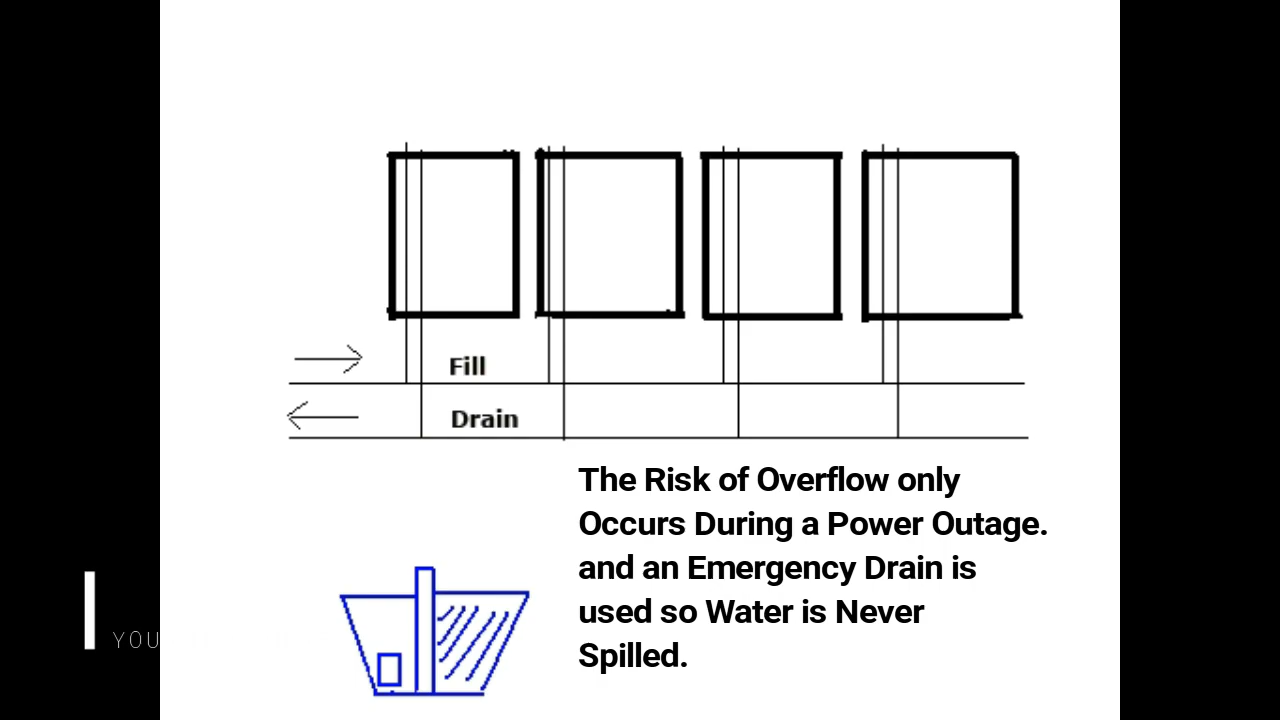 Fill
Drain
The Risk of Overflow only
Occurs During a Power Outage.
and an Emergency Drain is
used so Water is Never
Spilled.
YOU